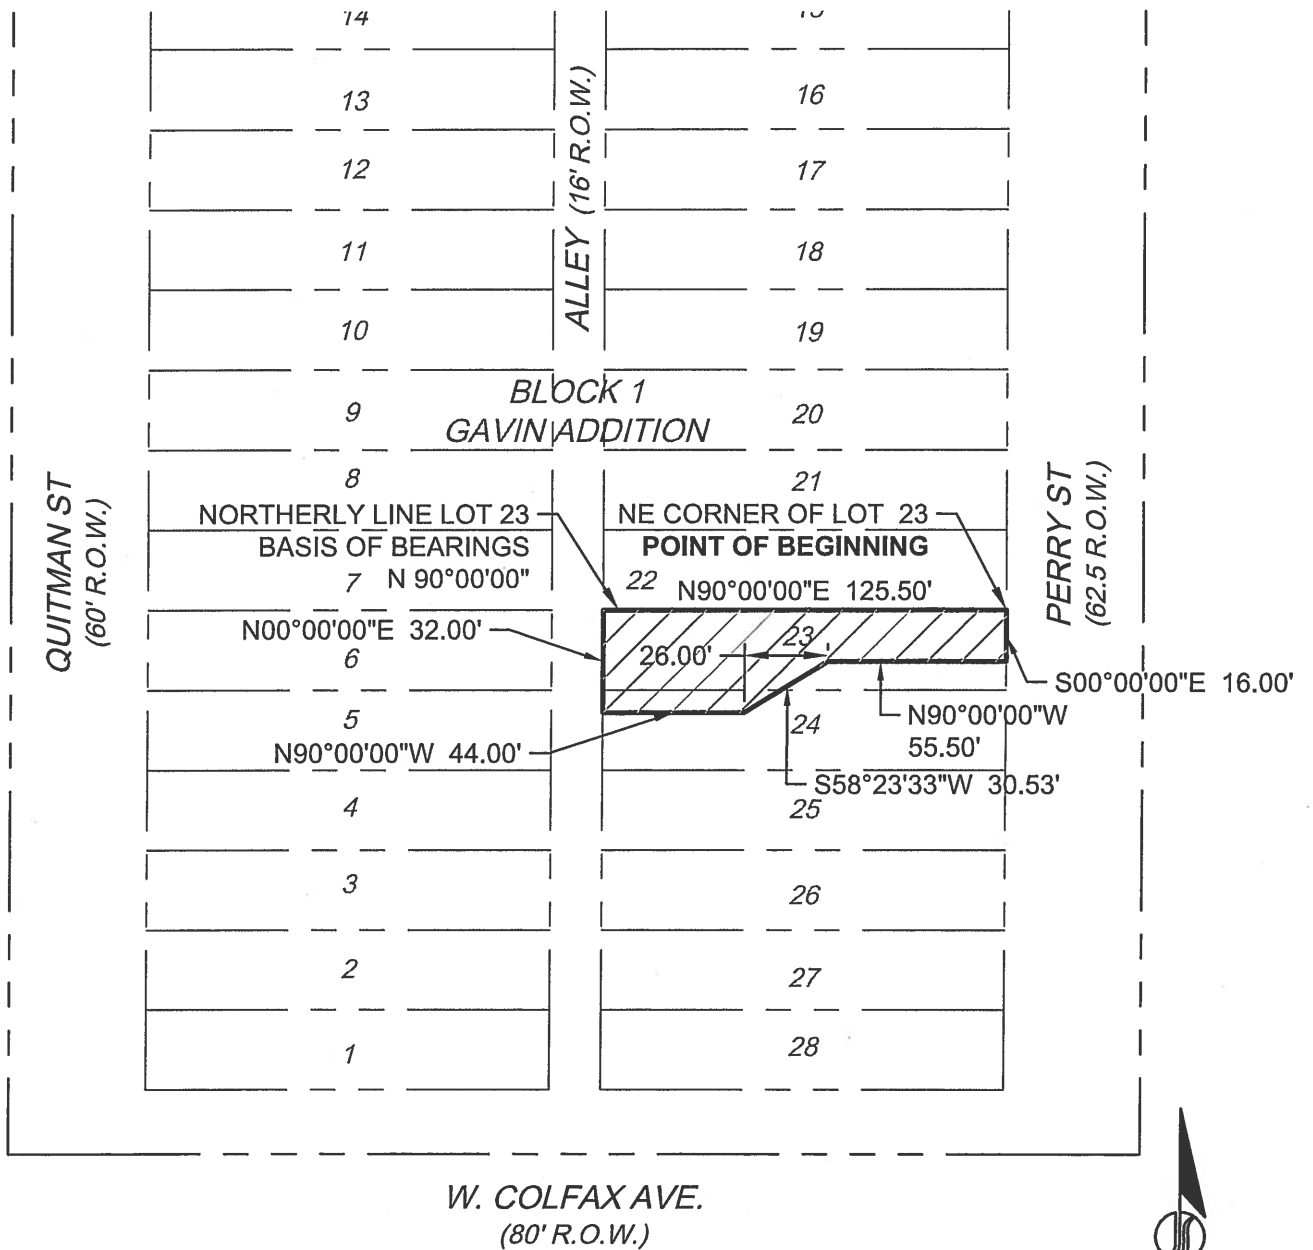 14
13
12
11
10
9
8
7
6
5
4
3
2
1
16
17
18
19
20
21
22
23
24
25
26
27
28
ALLEY (16' R.O.W.)
BLOCK 1
GAVIN ADDITION
QUITMAN ST
(60' R.O.W.)
PERRY ST
(62.5 R.O.W.)
NORTHERLY LINE LOT 23
BASIS OF BEARINGS
N 90°00'00"
NE CORNER OF LOT 23
POINT OF BEGINNING
N90°00'00"E 125.50'
N00°00'00"E 32.00'
26.00'
S00°00'00"E 16.00'
N90°00'00"W
55.50'
N90°00'00"W 44.00'
S58°23'33"W 30.53'
W. COLFAX AVE.
(80' R.O.W.)